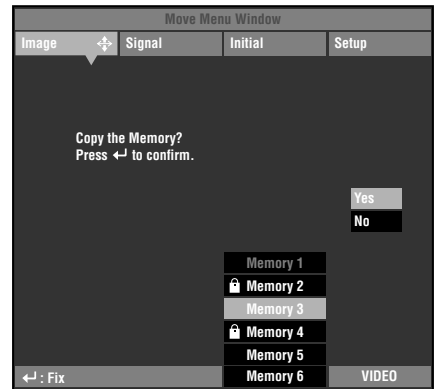 Move Menu Window
Image Signal Initial Setup
Copy the Memory?
Press ↵ to confirm.
Yes
No
Memory 1
Memory 2
Memory 3
Memory 4
Memory 5
Memory 6
↵ : Fix VIDEO